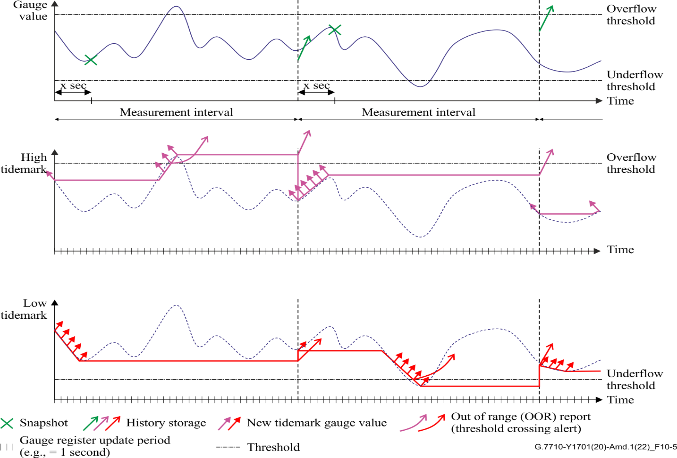 Gauge
value
Overflow
threshold
Underflow
threshold
x sec
x sec
Time
Measurement interval
Measurement interval
High
tidemark
Overflow
threshold
Time
Low
tidemark
Underflow
threshold
Time
Snapshot
History storage
New tidemark gauge value
Out of range (OOR) report
(threshold crossing alert)
Gauge register update period
(e.g., = 1 second)
Threshold
G.7710-Y1701(20)-Amd.1(22)_F10-5